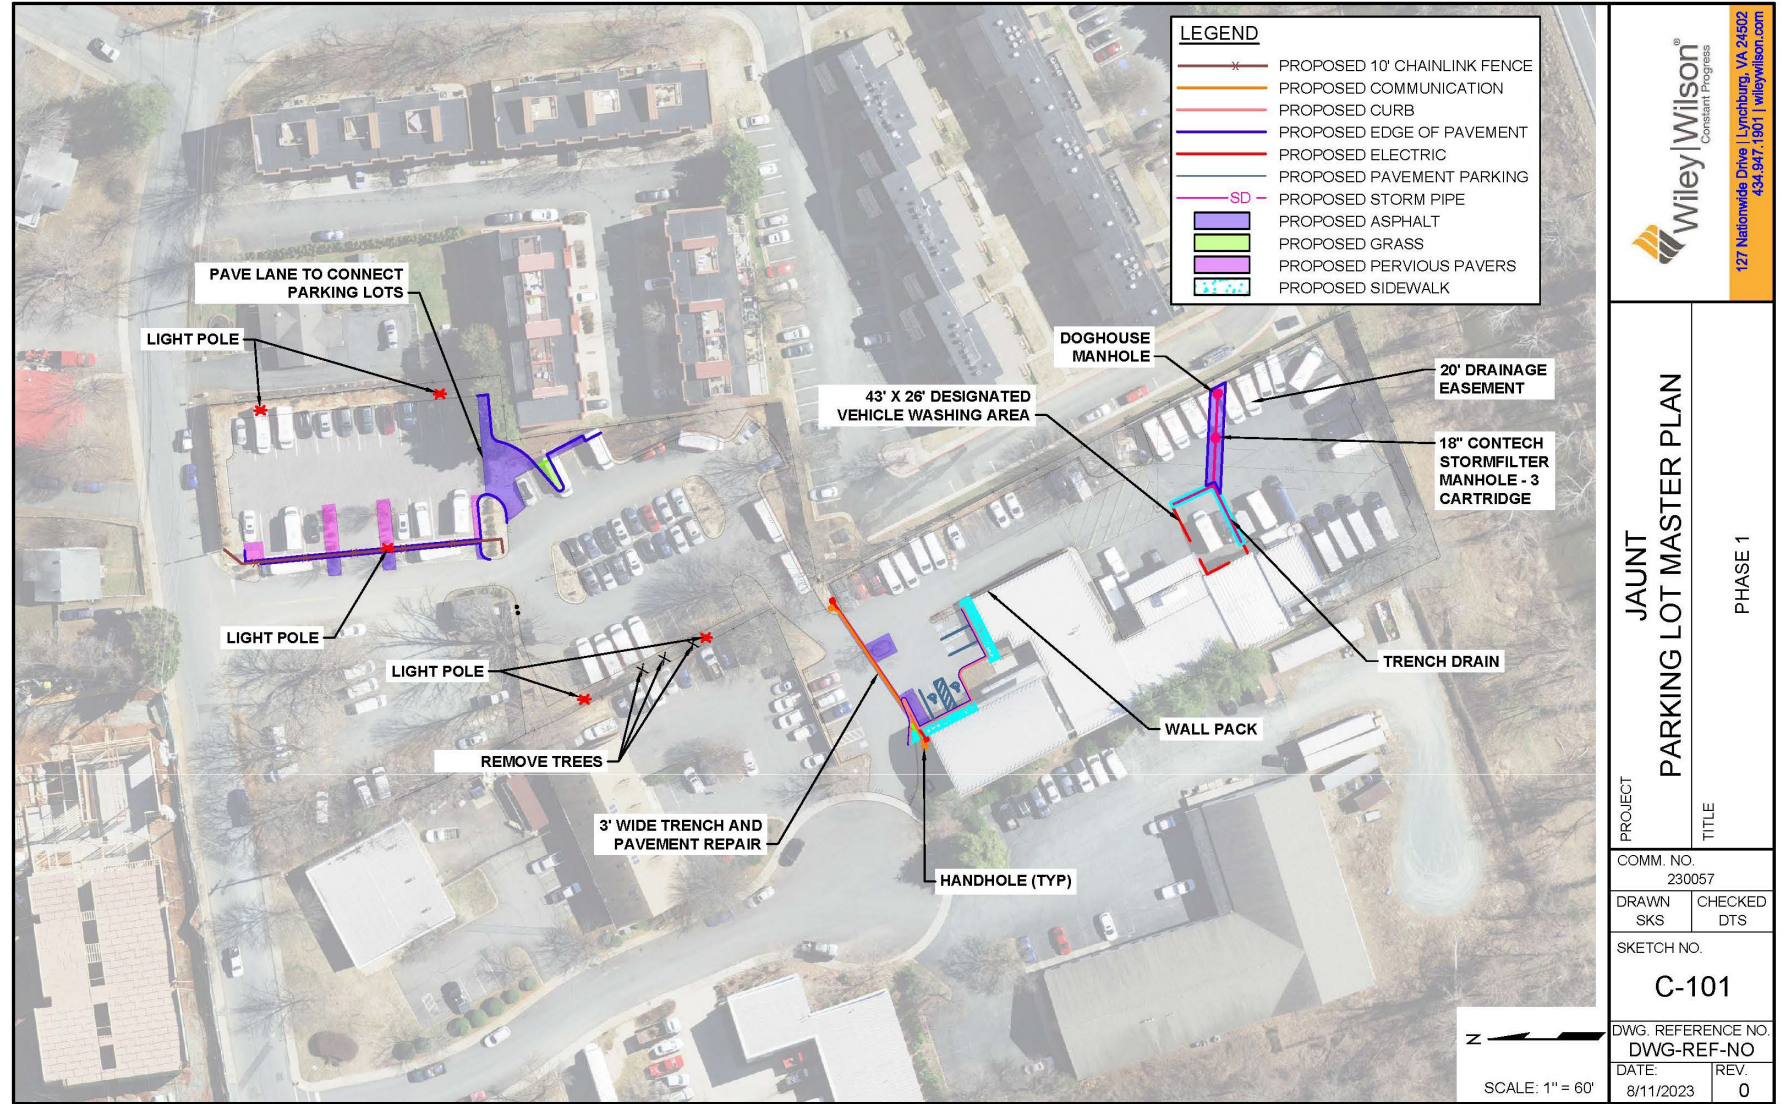 LEGEND
x PROPOSED 10' CHAINLINK FENCE
PROPOSED COMMUNICATION
PROPOSED CURB
PROPOSED EDGE OF PAVEMENT
PROPOSED ELECTRIC
PROPOSED PAVEMENT PARKING
SD PROPOSED STORM PIPE
PROPOSED ASPHALT
PROPOSED GRASS
PROPOSED PERVIOUS PAVERS
PROPOSED SIDEWALK
PAVE LANE TO CONNECT
PARKING LOTS
LIGHT POLE
DOGHOUSE
MANHOLE
20' DRAINAGE
EASEMENT
43' X 26' DESIGNATED
VEHICLE WASHING AREA
18" CONTECH
STORMFILTER
MANHOLE - 3
CARTRIDGE
LIGHT POLE
LIGHT POLE
TRENCH DRAIN
WALL PACK
REMOVE TREES
3' WIDE TRENCH AND
PAVEMENT REPAIR
HANDHOLE (TYP)
N
SCALE: 1" = 60'
Wiley|Wilson®
Constant Progress
127 Nationwide Drive | Lynchburg, VA 24502
434.947.1901 | wileywilson.com
PROJECT
JAUNT
PARKING LOT MASTER PLAN
TITLE
PHASE 1
COMM. NO.
230057
DRAWN
SKS
CHECKED
DTS
SKETCH NO.
C-101
DWG. REFERENCE NO.
DWG-REF-NO
DATE:
8/11/2023
REV.
0